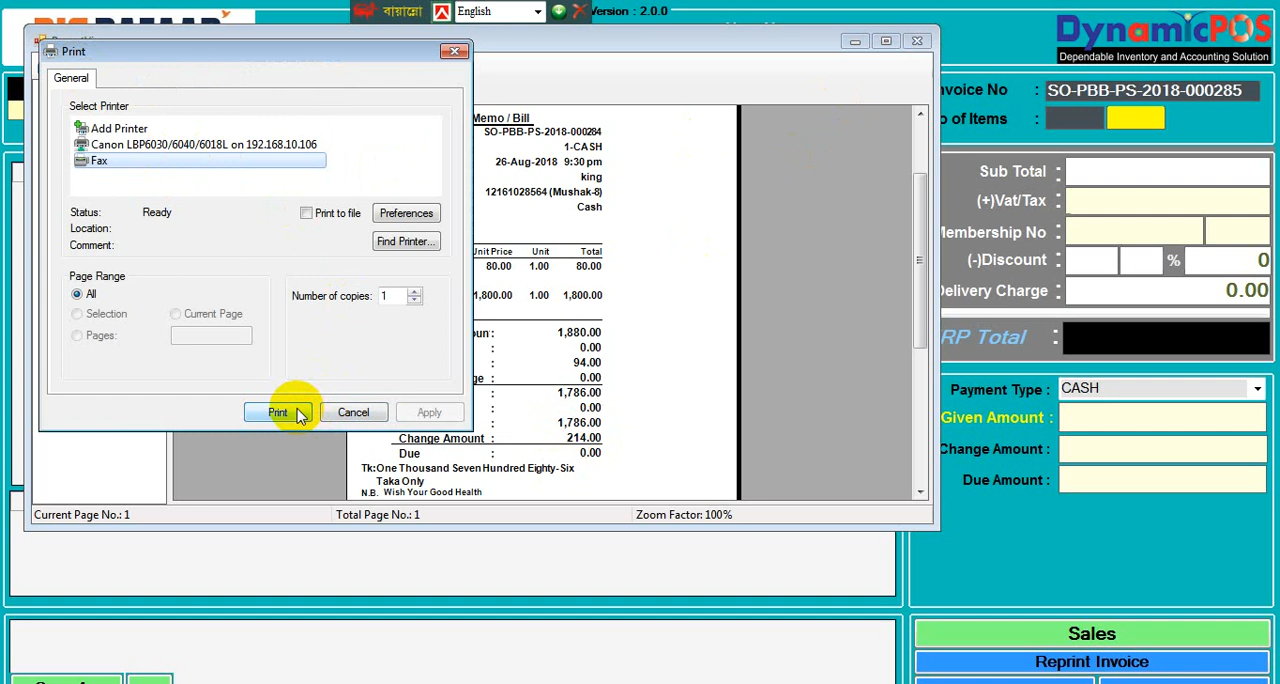 বায়ান্নো
English
Version : 2.0.0
DynamicPOS
Dependable Inventory and Accounting Solution
Print
General
Select Printer
Add Printer
Canon LBP6030/6040/6018L on 192.168.10.106
Fax
Status: Ready
Location:
Comment:
Print to file
Preferences
Find Printer...
Page Range
All
Selection
Current Page
Pages:
Number of copies: 1
Print
Cancel
Apply
Memo / Bill
SO-PBB-PS-2018-000284
1-CASH
26-Aug-2018 9:30 pm
king
12161028564 (Mushak-8)
Cash
Unit Price Unit Total
80.00 1.00 80.00
1,800.00 1.00 1,800.00
oun: 1,880.00
: 0.00
: 94.00
ge : 0.00
: 1,786.00
: 0.00
: 1,786.00
Change Amount : 214.00
Due : 0.00
Tk:One Thousand Seven Hundred Eighty-Six
Taka Only
N.B. Wish Your Good Health
Current Page No.: 1
Total Page No.: 1
Zoom Factor: 100%
nvoice No : SO-PBB-PS-2018-000285
o of Items :
Sub Total :
(+)Vat/Tax :
Membership No :
(-)Discount : % 0
Delivery Charge : 0.00
RP Total :
Payment Type : CASH
Given Amount :
Change Amount :
Due Amount :
Sales
Reprint Invoice